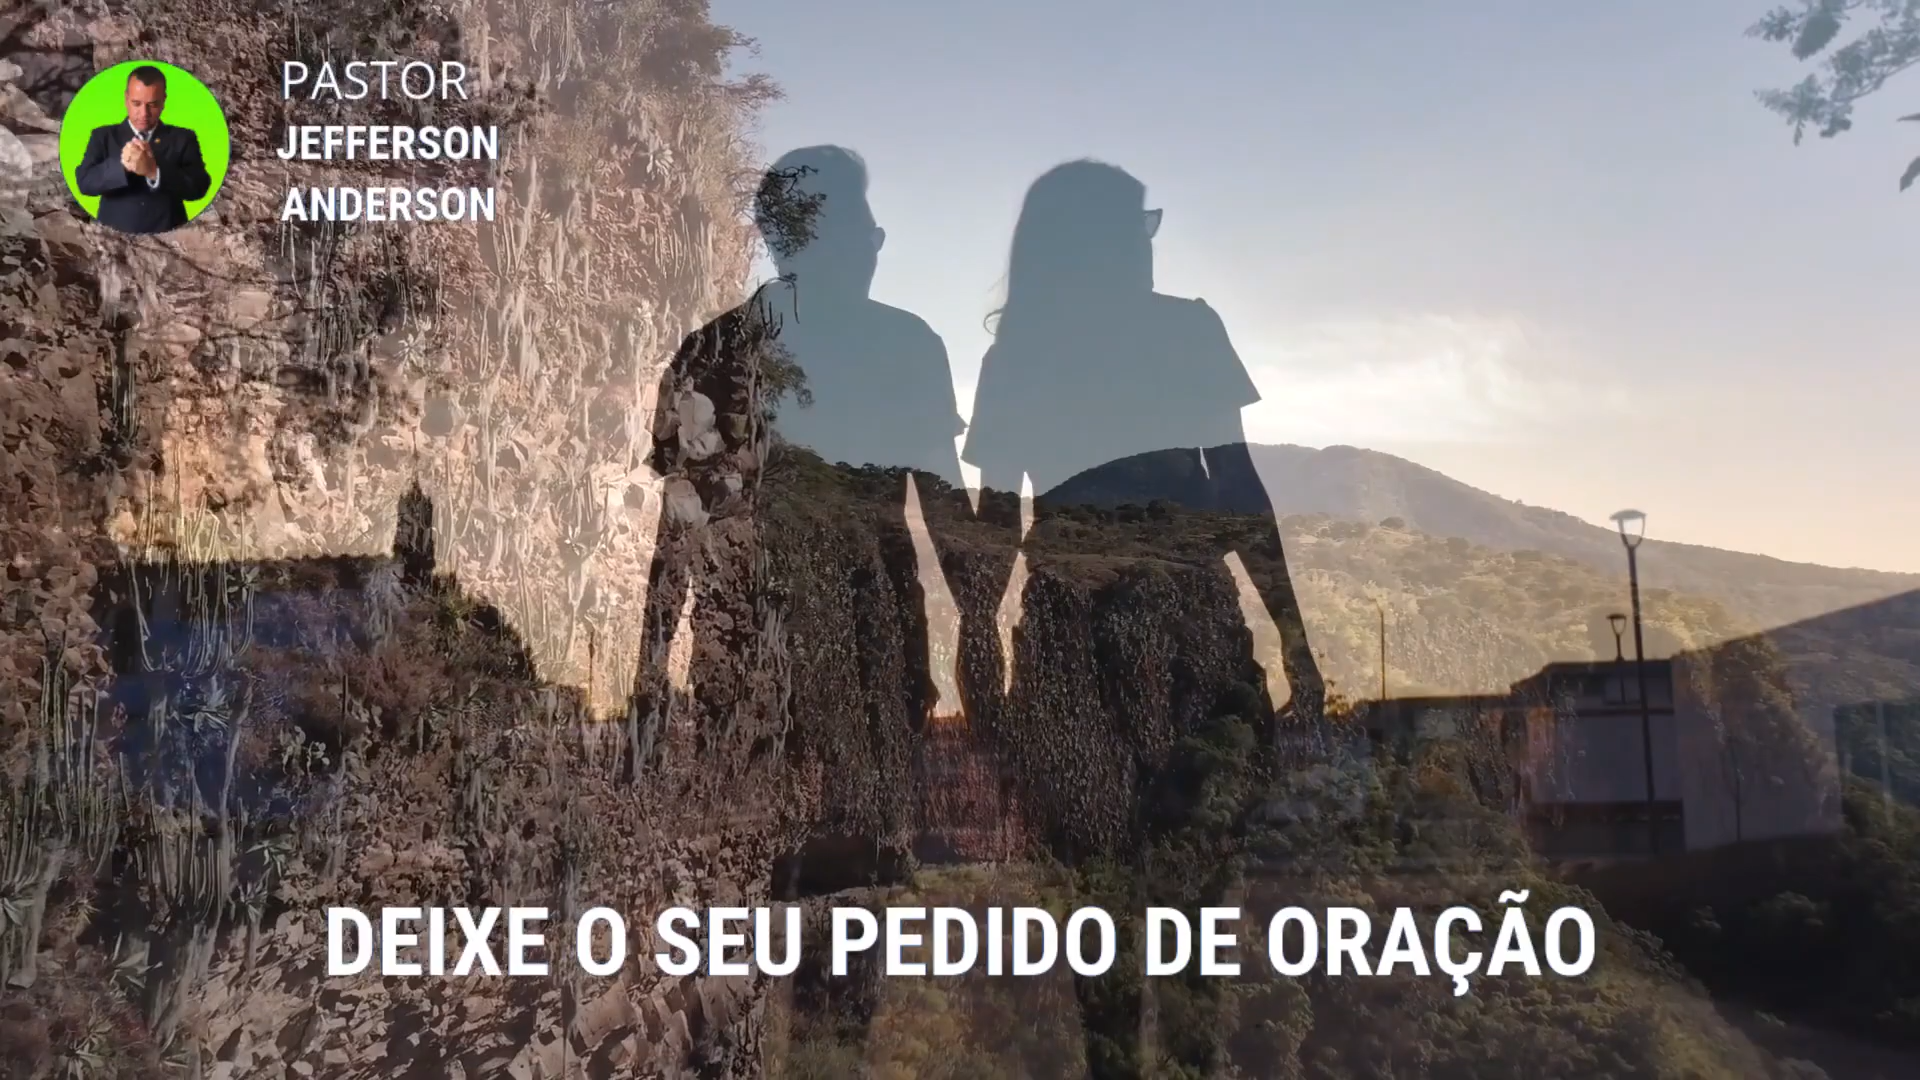 PASTOR
JEFFERSON
ANDERSON
DEIXE O SEU PEDIDO DE ORAÇÃO